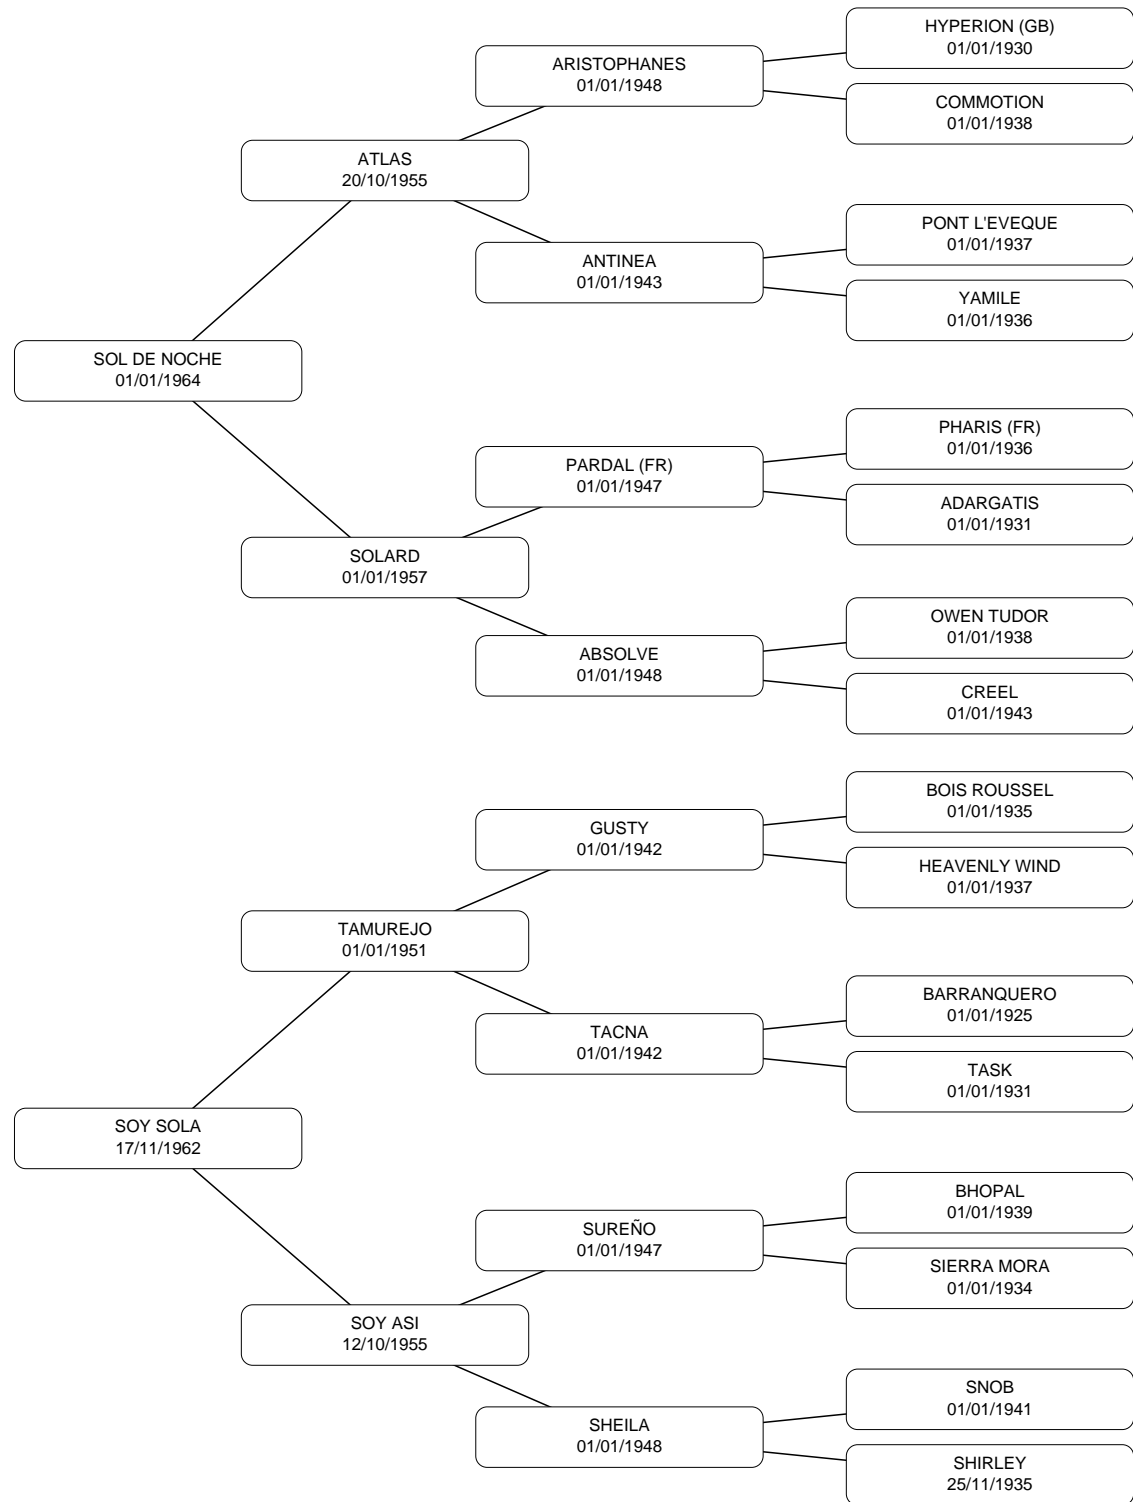 HYPERION (GB)
01/01/1930
ARISTOPHANES
01/01/1948
COMMOTION
01/01/1938
ATLAS
20/10/1955
PONT L'EVEQUE
01/01/1937
ANTINEA
01/01/1943
YAMILE
01/01/1936
SOL DE NOCHE
01/01/1964
PHARIS (FR)
01/01/1936
PARDAL (FR)
01/01/1947
ADARGATIS
01/01/1931
SOLARD
01/01/1957
OWEN TUDOR
01/01/1938
ABSOLVE
01/01/1948
CREEL
01/01/1943
BOIS ROUSSEL
01/01/1935
GUSTY
01/01/1942
HEAVENLY WIND
01/01/1937
TAMUREJO
01/01/1951
BARRANQUERO
01/01/1925
TACNA
01/01/1942
TASK
01/01/1931
SOY SOLA
17/11/1962
BHOPAL
01/01/1939
SUREÑO
01/01/1947
SIERRA MORA
01/01/1934
SOY ASI
12/10/1955
SNOB
01/01/1941
SHEILA
01/01/1948
SHIRLEY
25/11/1935